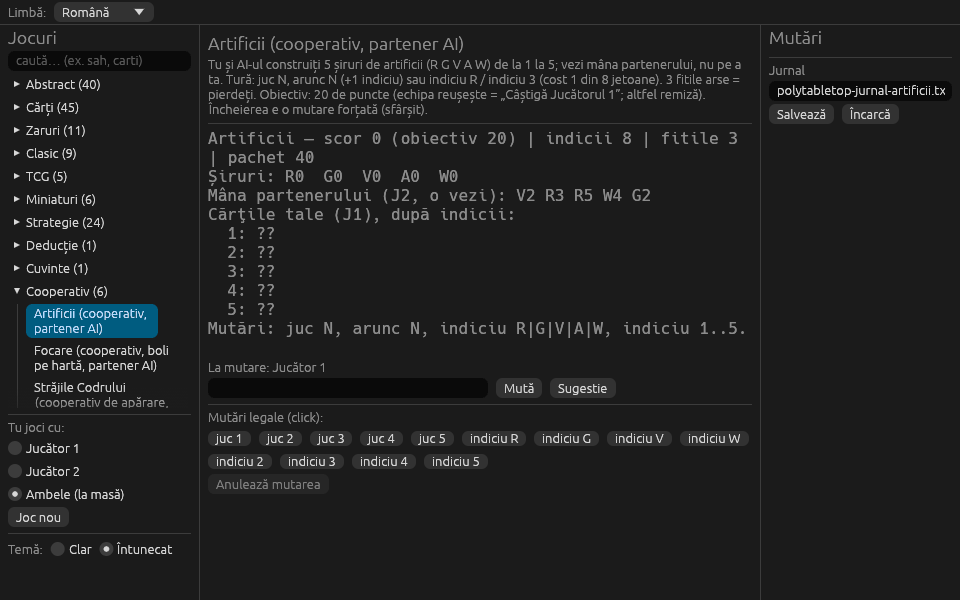 Limbă: Română
Jocuri
caută... (ex. sah, carti)
Abstract (40)
Cărți (45)
Zaruri (11)
Clasic (9)
TCG (5)
Miniaturi (6)
Strategie (24)
Deducție (1)
Cuvinte (1)
Cooperativ (6)
Artificii (cooperativ,
partener AI)
Focare (cooperativ, boli
pe hartă, partener AI)
Străjile Codrului
(cooperativ de apărare,
Tu joci cu:
Jucător 1
Jucător 2
Ambele (la masă)
Joc nou
Temă: Clar Întunecat
Artificii (cooperativ, partener AI)
Tu și AI-ul construiți 5 șiruri de artificii (R G V A W) de la 1 la 5; vezi mâna partenerului, nu pe a
ta. Tură: juc N, arunc N (+1 indiciu) sau indiciu R / indiciu 3 (cost 1 din 8 jetoane). 3 fitile arse =
pierdeți. Obiectiv: 20 de puncte (echipa reușește = „Câștigă Jucătorul 1”; altfel remiză).
Încheierea e o mutare forțată (sfârșit).
Artificii — scor 0 (obiectiv 20) | indicii 8 | fitile 3
| pachet 40
Șiruri: R0 G0 V0 A0 W0
Mâna partenerului (J2, o vezi): V2 R3 R5 W4 G2
Cărțile tale (J1), după indicii:
1: ??
2: ??
3: ??
4: ??
5: ??
Mutări: juc N, arunc N, indiciu R|G|V|A|W, indiciu 1..5.
La mutare: Jucător 1
Mută Sugestie
Mutări legale (click):
juc 1 juc 2 juc 3 juc 4 juc 5 indiciu R indiciu G indiciu V indiciu W
indiciu 2 indiciu 3 indiciu 4 indiciu 5
Anulează mutarea
Mutări
Jurnal
polytabletop-jurnal-artificii.tx
Salvează Încarcă